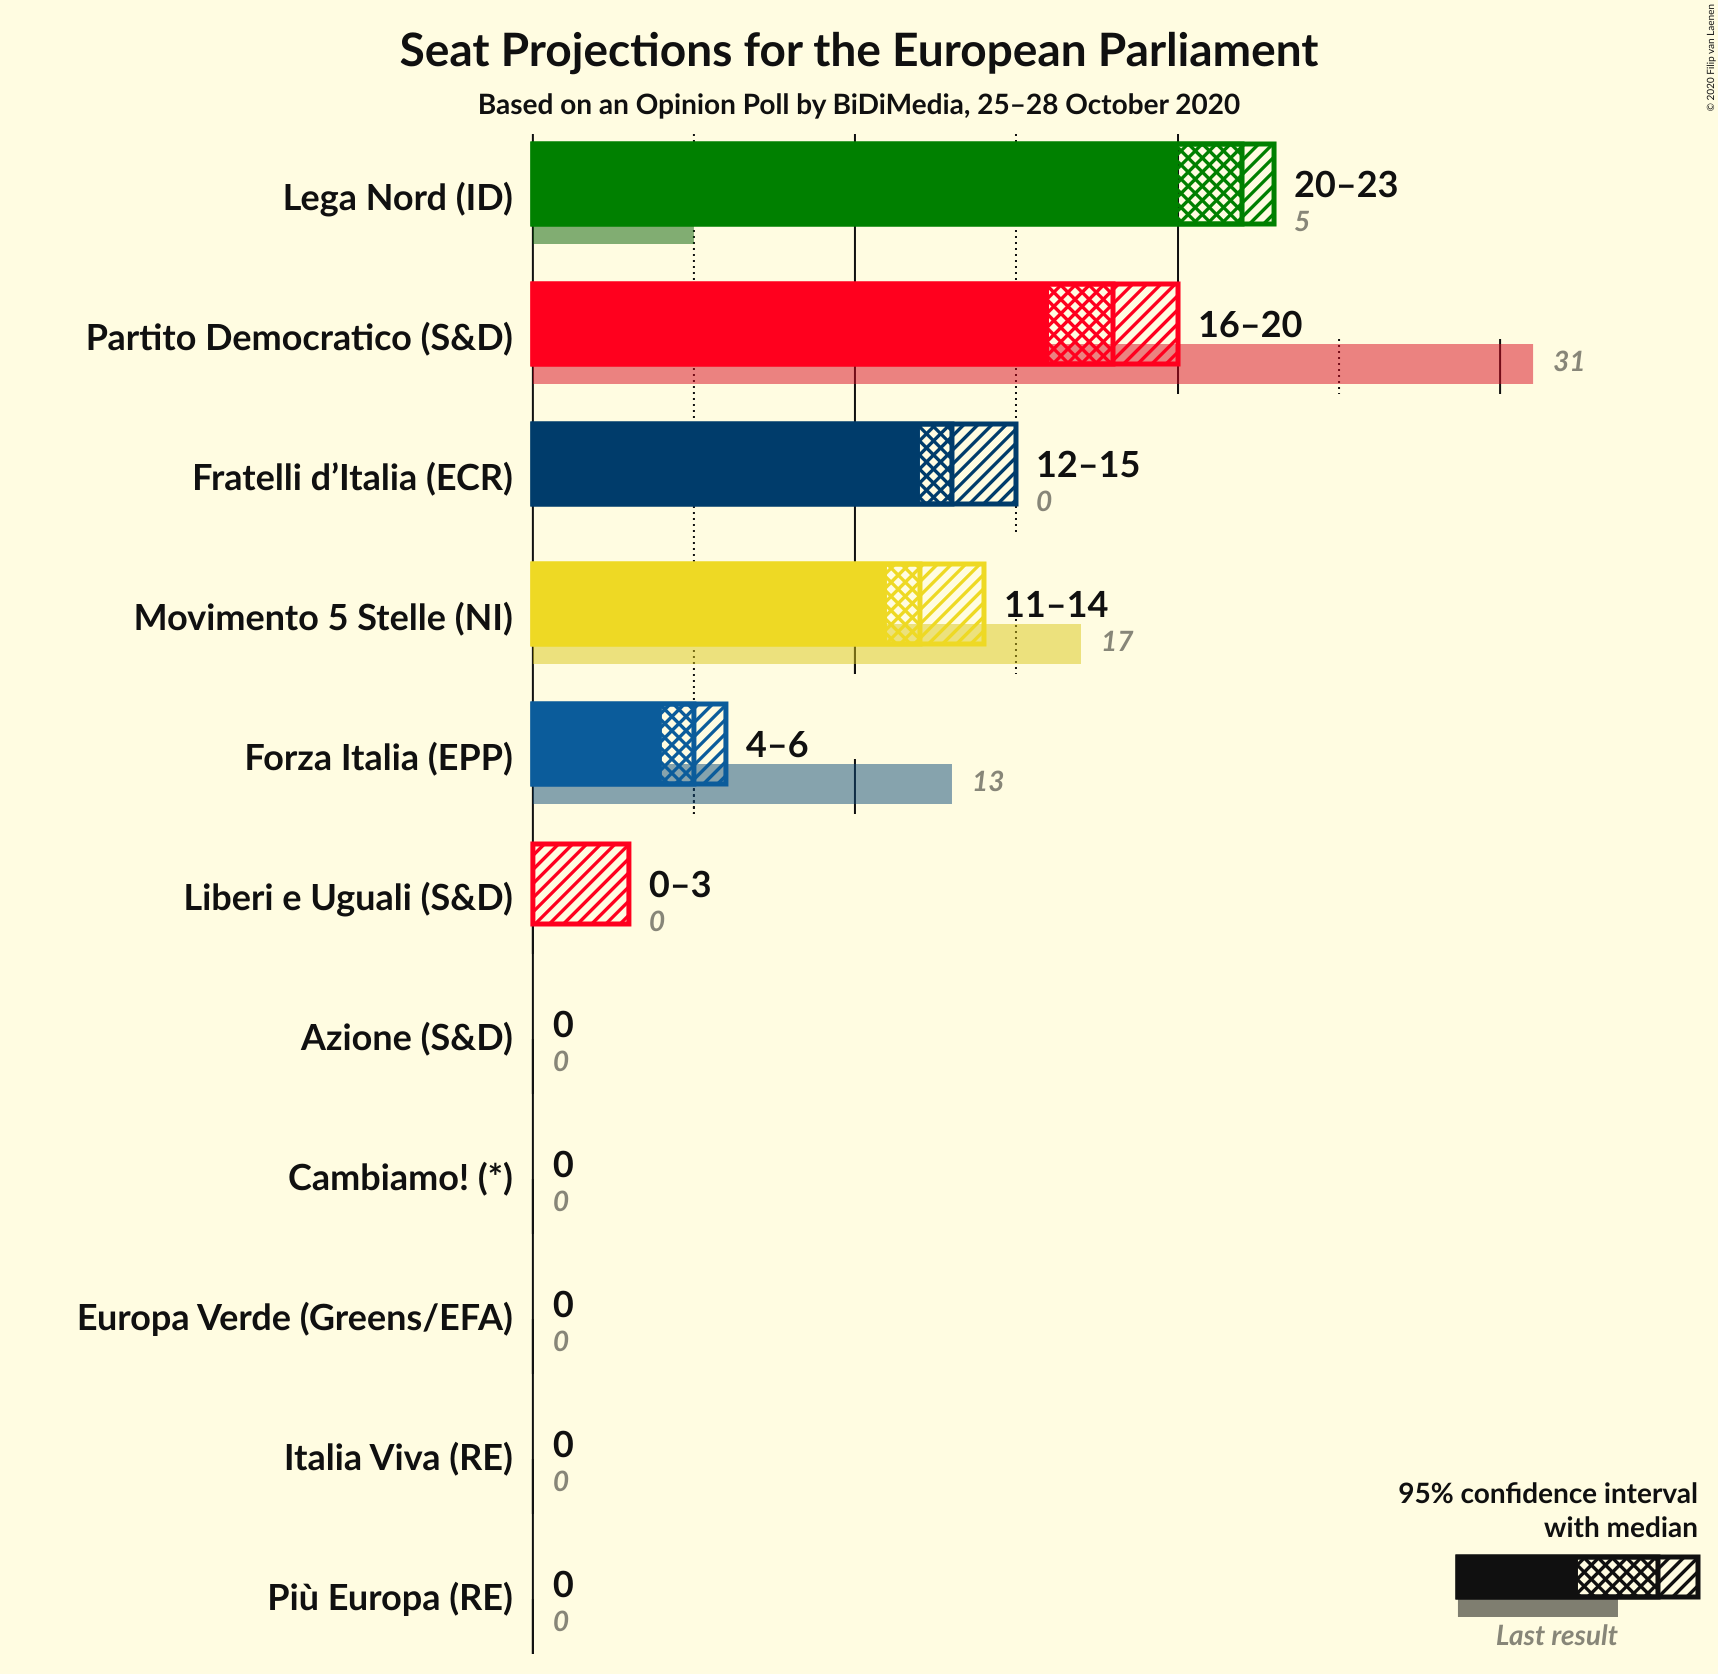 Seat Projections for the European Parliament
Based on an Opinion Poll by BiDiMedia, 25–28 October 2020
© 2020 Filip van Laenen
Lega Nord (ID)
20–23
5
Partito Democratico (S&D)
16–20
31
Fratelli d’Italia (ECR)
12–15
0
Movimento 5 Stelle (NI)
11–14
17
Forza Italia (EPP)
4–6
13
Liberi e Uguali (S&D)
0–3
0
Azione (S&D)
0
0
Cambiamo! (*)
0
0
Europa Verde (Greens/EFA)
0
0
Italia Viva (RE)
0
0
Più Europa (RE)
0
0
95% confidence interval
with median
Last result